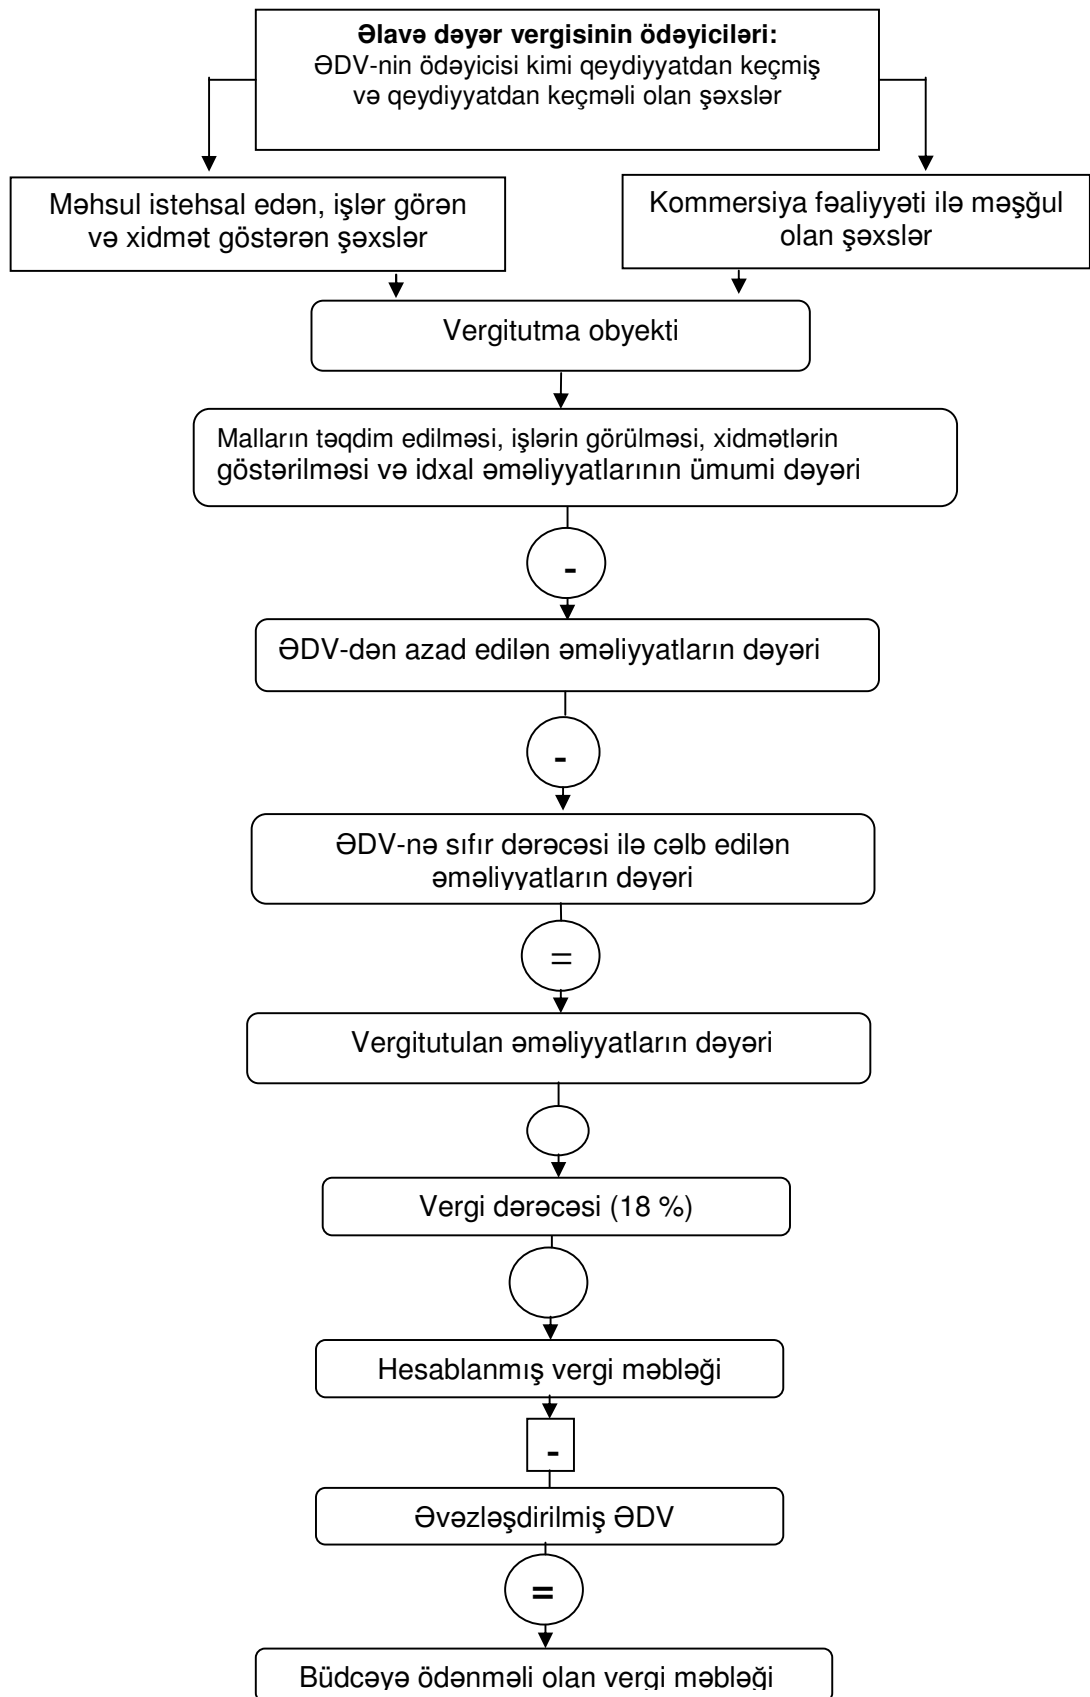 Əlavə dəyər vergisinin ödəyiciləri:
ƏDV-nin ödəyicisi kimi qeydiyyatdan keçmiş
və qeydiyyatdan keçməli olan şəxslər
Məhsul istehsal edən, işlər görən
və xidmət göstərən şəxslər
Kommersiya fəaliyyəti ilə məşğul
olan şəxslər
Vergitutma obyekti
Malların təqdim edilməsi, işlərin görülməsi, xidmətlərin
göstərilməsi və idxal əməliyyatlarının ümumi dəyəri
-
ƏDV-dən azad edilən əməliyyatların dəyəri
-
ƏDV-nə sıfır dərəcəsi ilə cəlb edilən
əməliyyatların dəyəri
=
Vergitutulan əməliyyatların dəyəri
Vergi dərəcəsi (18 %)
Hesablanmış vergi məbləği
-
Əvəzləşdirilmiş ƏDV
=
Büdcəyə ödənməli olan vergi məbləği